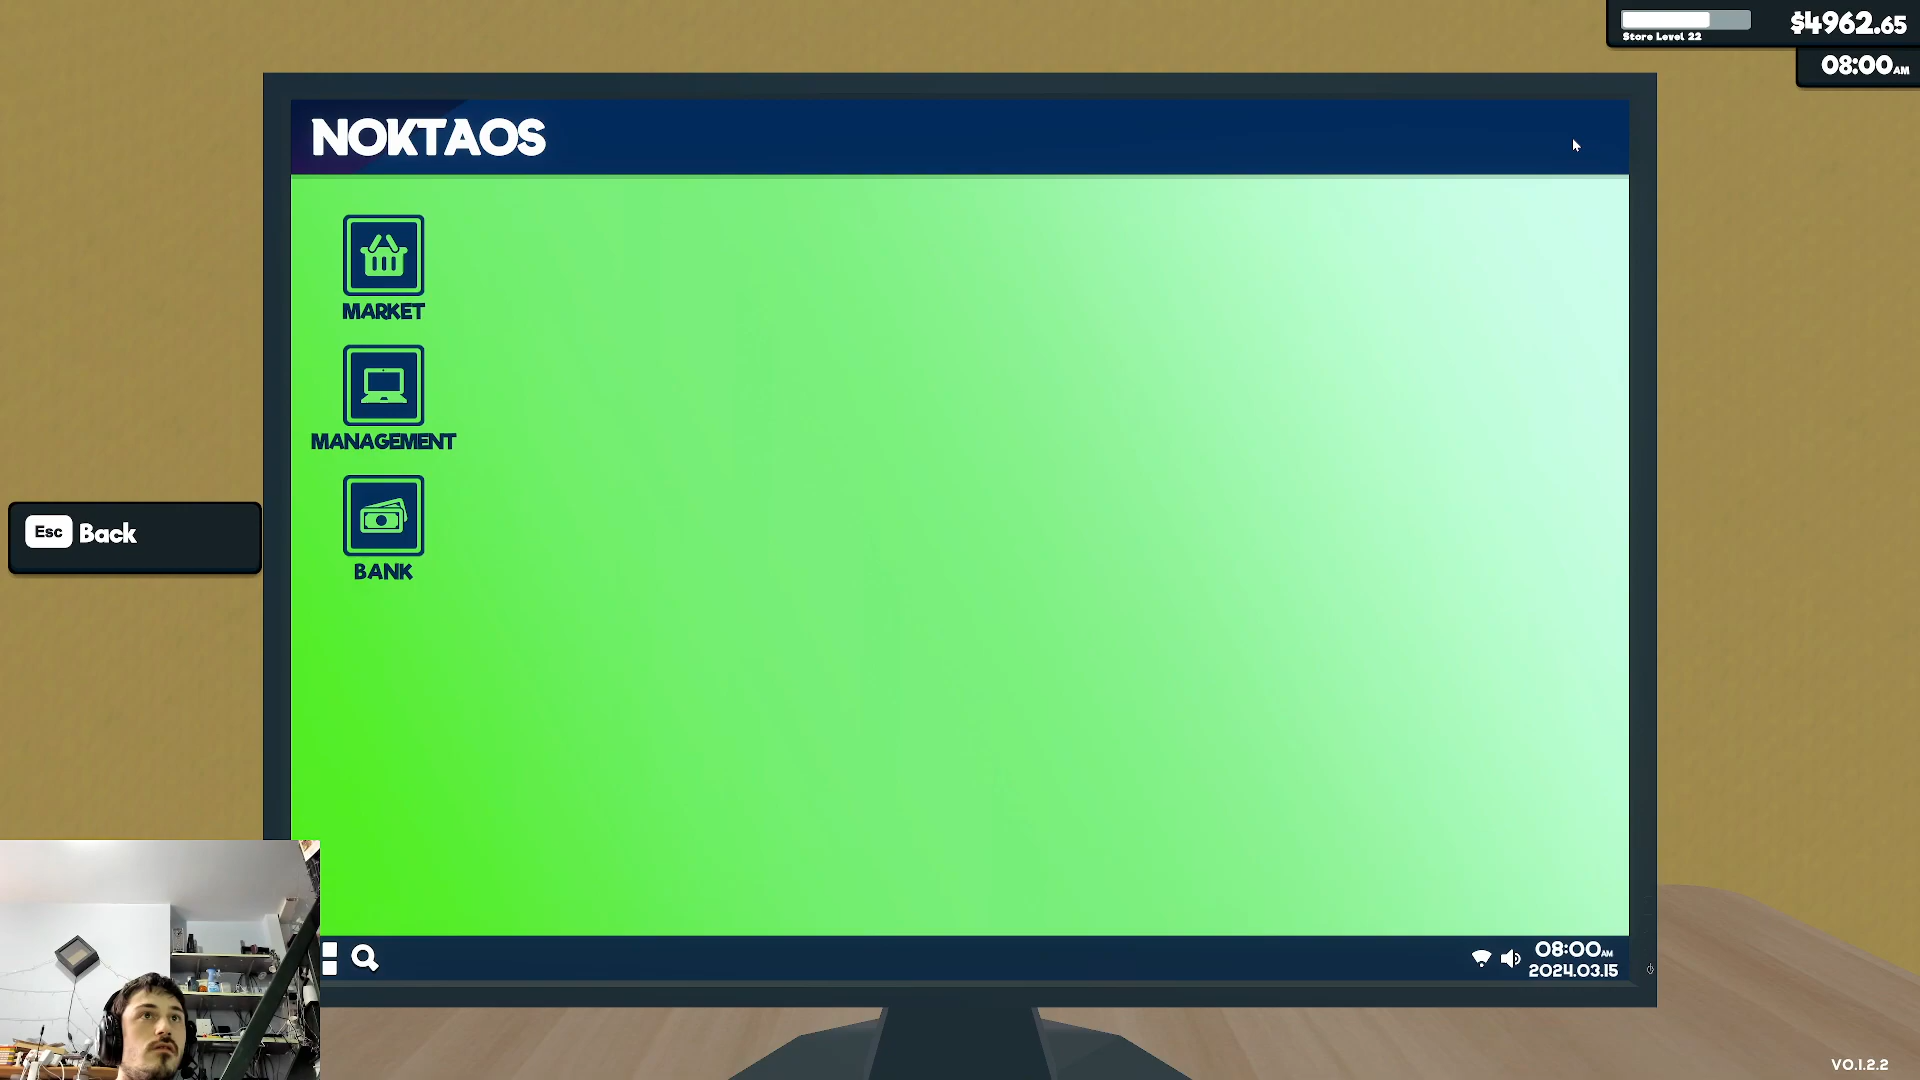 $4962.65
Store Level 22
08:00AM
NOKTAOS
MARKET
MANAGEMENT
Esc Back
BANK
08:00AM
2024.03.15
V0.1.2.2